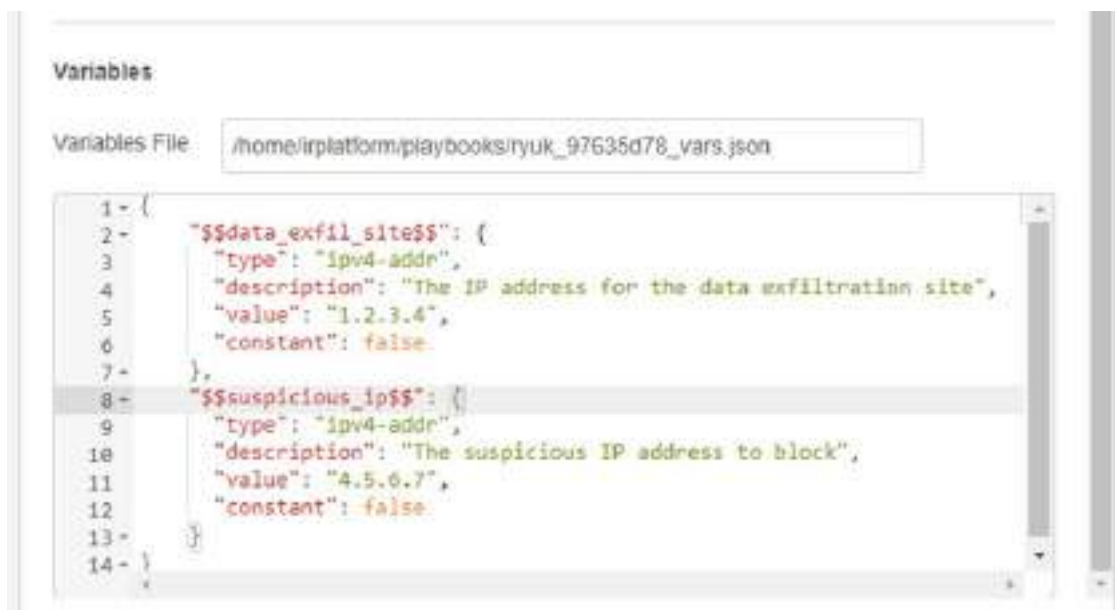 Variables
Variables File /home/irplatform/playbooks/ryuk_97635d78_vars.json
1 {
2 "$$data_exfil_site$$": {
3 "type": "ipv4-addr",
4 "description": "The IP address for the data exfiltration site",
5 "value": "1.2.3.4",
6 "constant": false
7 },
8 "$$suspicious_ip$$": {
9 "type": "ipv4-addr",
10 "description": "The suspicious IP address to block",
11 "value": "4.5.6.7",
12 "constant": false
13 }
14 }